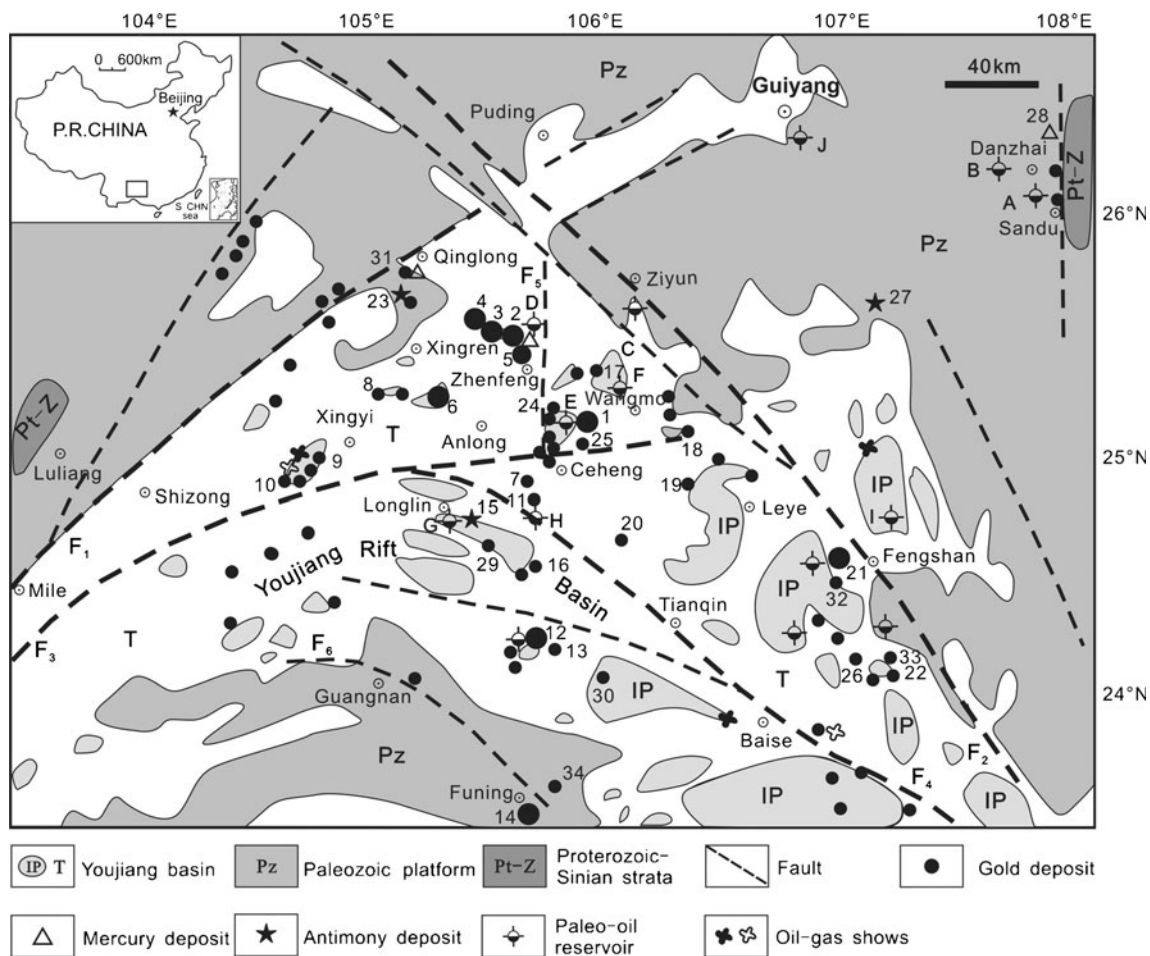 104°E 105°E 106°E 107°E 108°E
0 600km
Beijing
P.R.CHINA
S CHN
sea
40km
Pz
Guiyang
Puding
J
28
Danzhai
B
A
Sandu
Pt-Z
26°N
Pz
Qinglong
31
23
F5
D
Ziyun
27
4
3
2
5
Xingren
C
17
F
Zhenfeng
Wangmo
8
6
24
E
1
Xingyi
T
Anlong
25
18
Pt-Z
Luliang
9
10
Ceheng
25°N
Shizong
7
11
19
IP
Longlin
15
G
H
IP
Leye
I
20
F1
Youjiang Rift Basin
29
16
21
Fengshan
32
Mile
Tianqin
F3
T
F6
12
13
33
22
26
T
Guangnan
30
IP
24°N
Baise
IP
Pz
F2
F4
34
Funing
14
IP
IP
IP T Youjiang basin
Pz Paleozoic platform
Pt-Z Proterozoic-
Sinian strata
Fault
Gold deposit
Mercury deposit
Antimony deposit
Paleo-oil
reservoir
Oil-gas shows